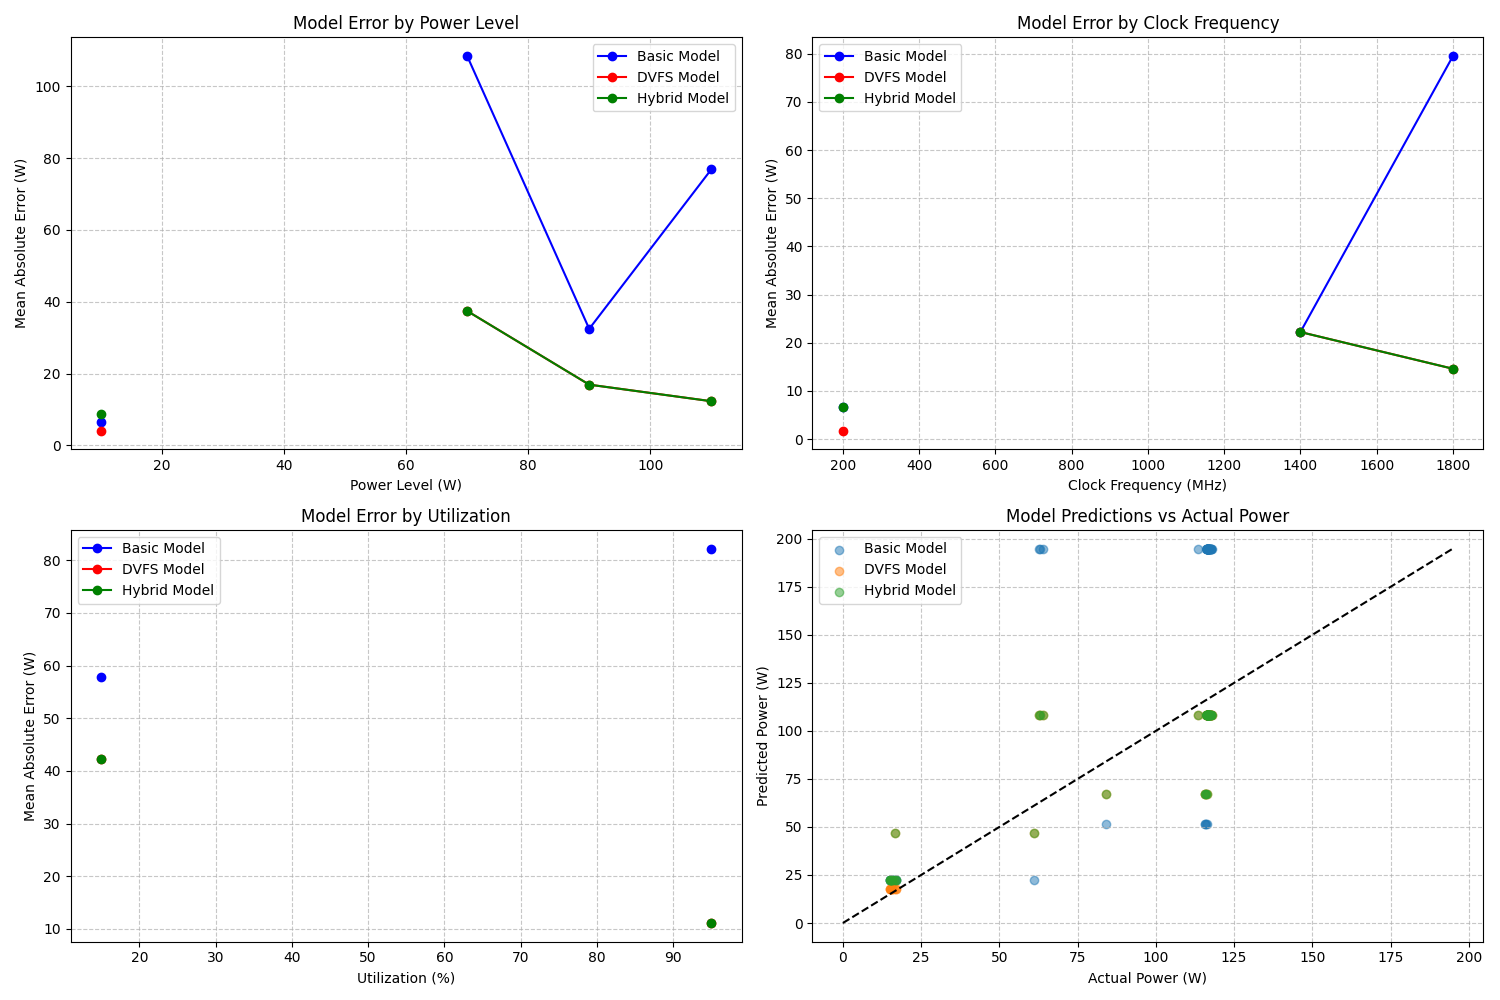 Model Error by Power Level
Mean Absolute Error (W)
100
80
60
40
20
0
Basic Model
DVFS Model
Hybrid Model
20 40 60 80 100
Power Level (W)
Model Error by Clock Frequency
Mean Absolute Error (W)
80
70
60
50
40
30
20
10
0
Basic Model
DVFS Model
Hybrid Model
200 400 600 800 1000 1200 1400 1600 1800
Clock Frequency (MHz)
Model Error by Utilization
Mean Absolute Error (W)
80
70
60
50
40
30
20
10
Basic Model
DVFS Model
Hybrid Model
20 30 40 50 60 70 80 90
Utilization (%)
Model Predictions vs Actual Power
Predicted Power (W)
200
175
150
125
100
75
50
25
0
Basic Model
DVFS Model
Hybrid Model
0 25 50 75 100 125 150 175 200
Actual Power (W)